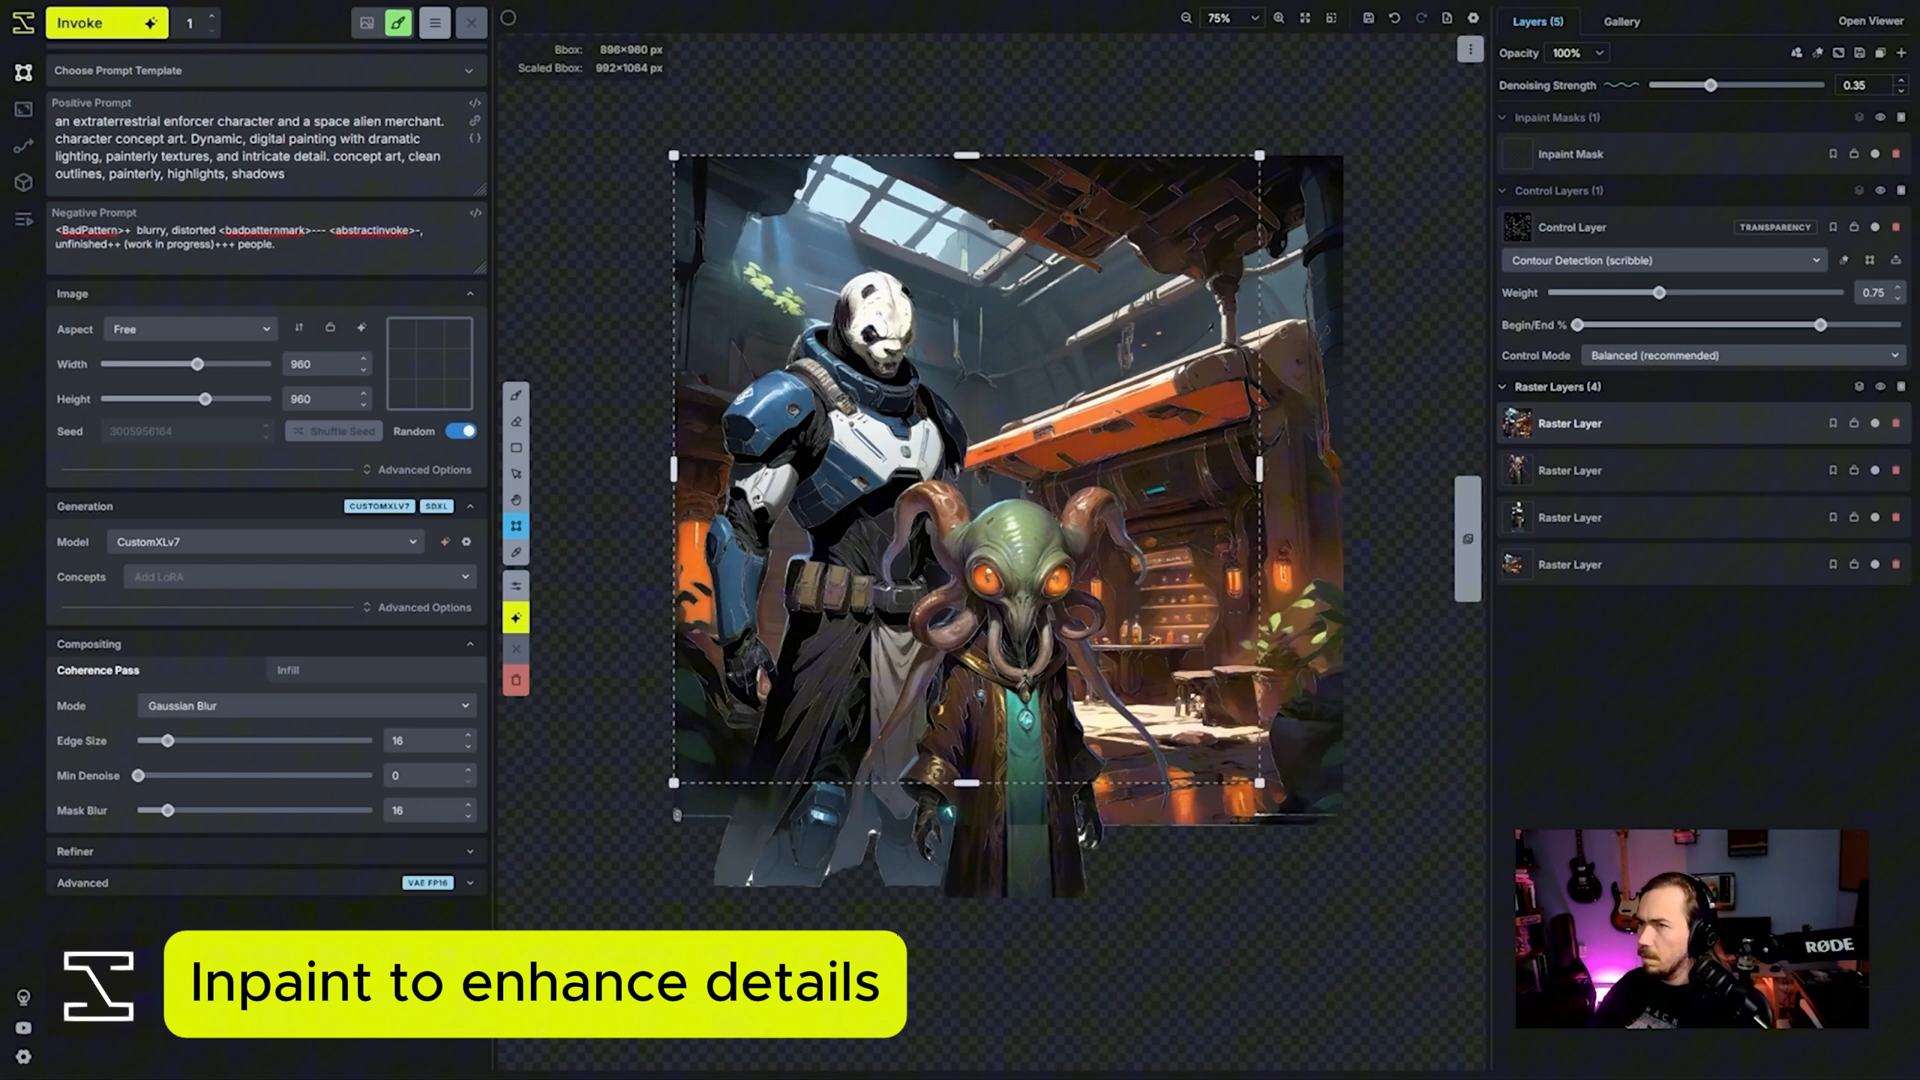 Invoke
1
75%
Layers (5)
Gallery
Open Viewer
Bbox: 896×960 px
Scaled Bbox: 992×1064 px
Opacity 100%
Choose Prompt Template
Denoising Strength 0.35
Positive Prompt
an extraterrestrial enforcer character and a space alien merchant.
character concept art. Dynamic, digital painting with dramatic
lighting, painterly textures, and intricate detail. concept art, clean
outlines, painterly, highlights, shadows
Inpaint Masks (1)
Inpaint Mask
Control Layers (1)
Negative Prompt
<BadPattern>+ blurry, distorted <badpatternmark>--- <abstractinvoke>-,
unfinished++ (work in progress)+++ people.
Control Layer TRANSPARENCY
Contour Detection (scribble)
Weight 0.75
Begin/End %
Control Mode Balanced (recommended)
Image
Aspect Free
Width 960
Height 960
Seed 3005956164 Shuffle Seed Random
Advanced Options
Raster Layers (4)
Raster Layer
Raster Layer
Raster Layer
Raster Layer
Generation CUSTOMXLV7 SDXL
Model CustomXLv7
Concepts Add LoRA
Advanced Options
Compositing
Coherence Pass Infill
Mode Gaussian Blur
Edge Size 16
Min Denoise 0
Mask Blur 16
Refiner
Advanced VAE FP16
Inpaint to enhance details
RØDE